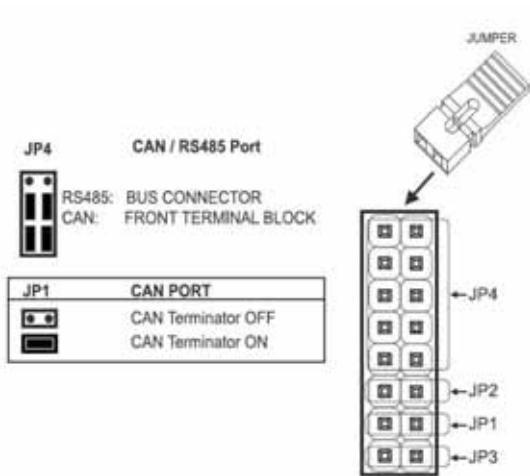 JUMPER
JP4 CAN / RS485 Port
RS485: BUS CONNECTOR
CAN: FRONT TERMINAL BLOCK
JP1 CAN PORT
CAN Terminator OFF
CAN Terminator ON
JP4
JP2
JP1
JP3